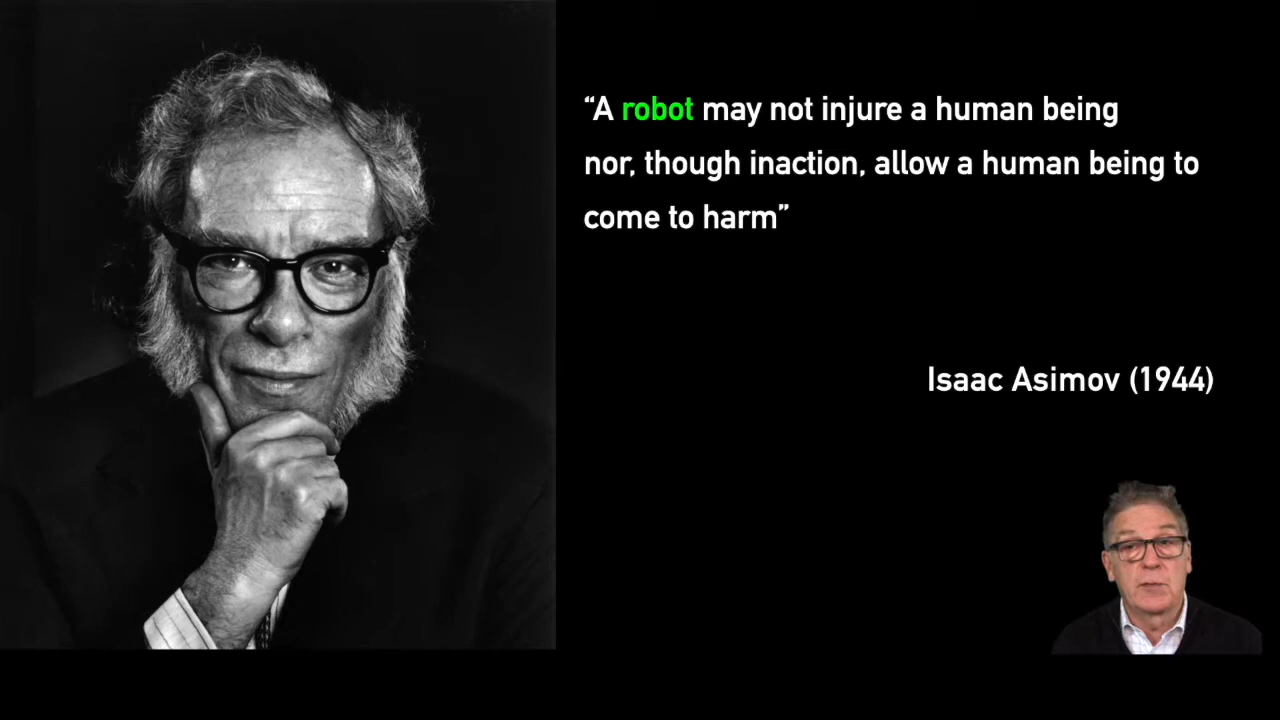 “A robot may not injure a human being
nor, though inaction, allow a human being to
come to harm”
Isaac Asimov (1944)